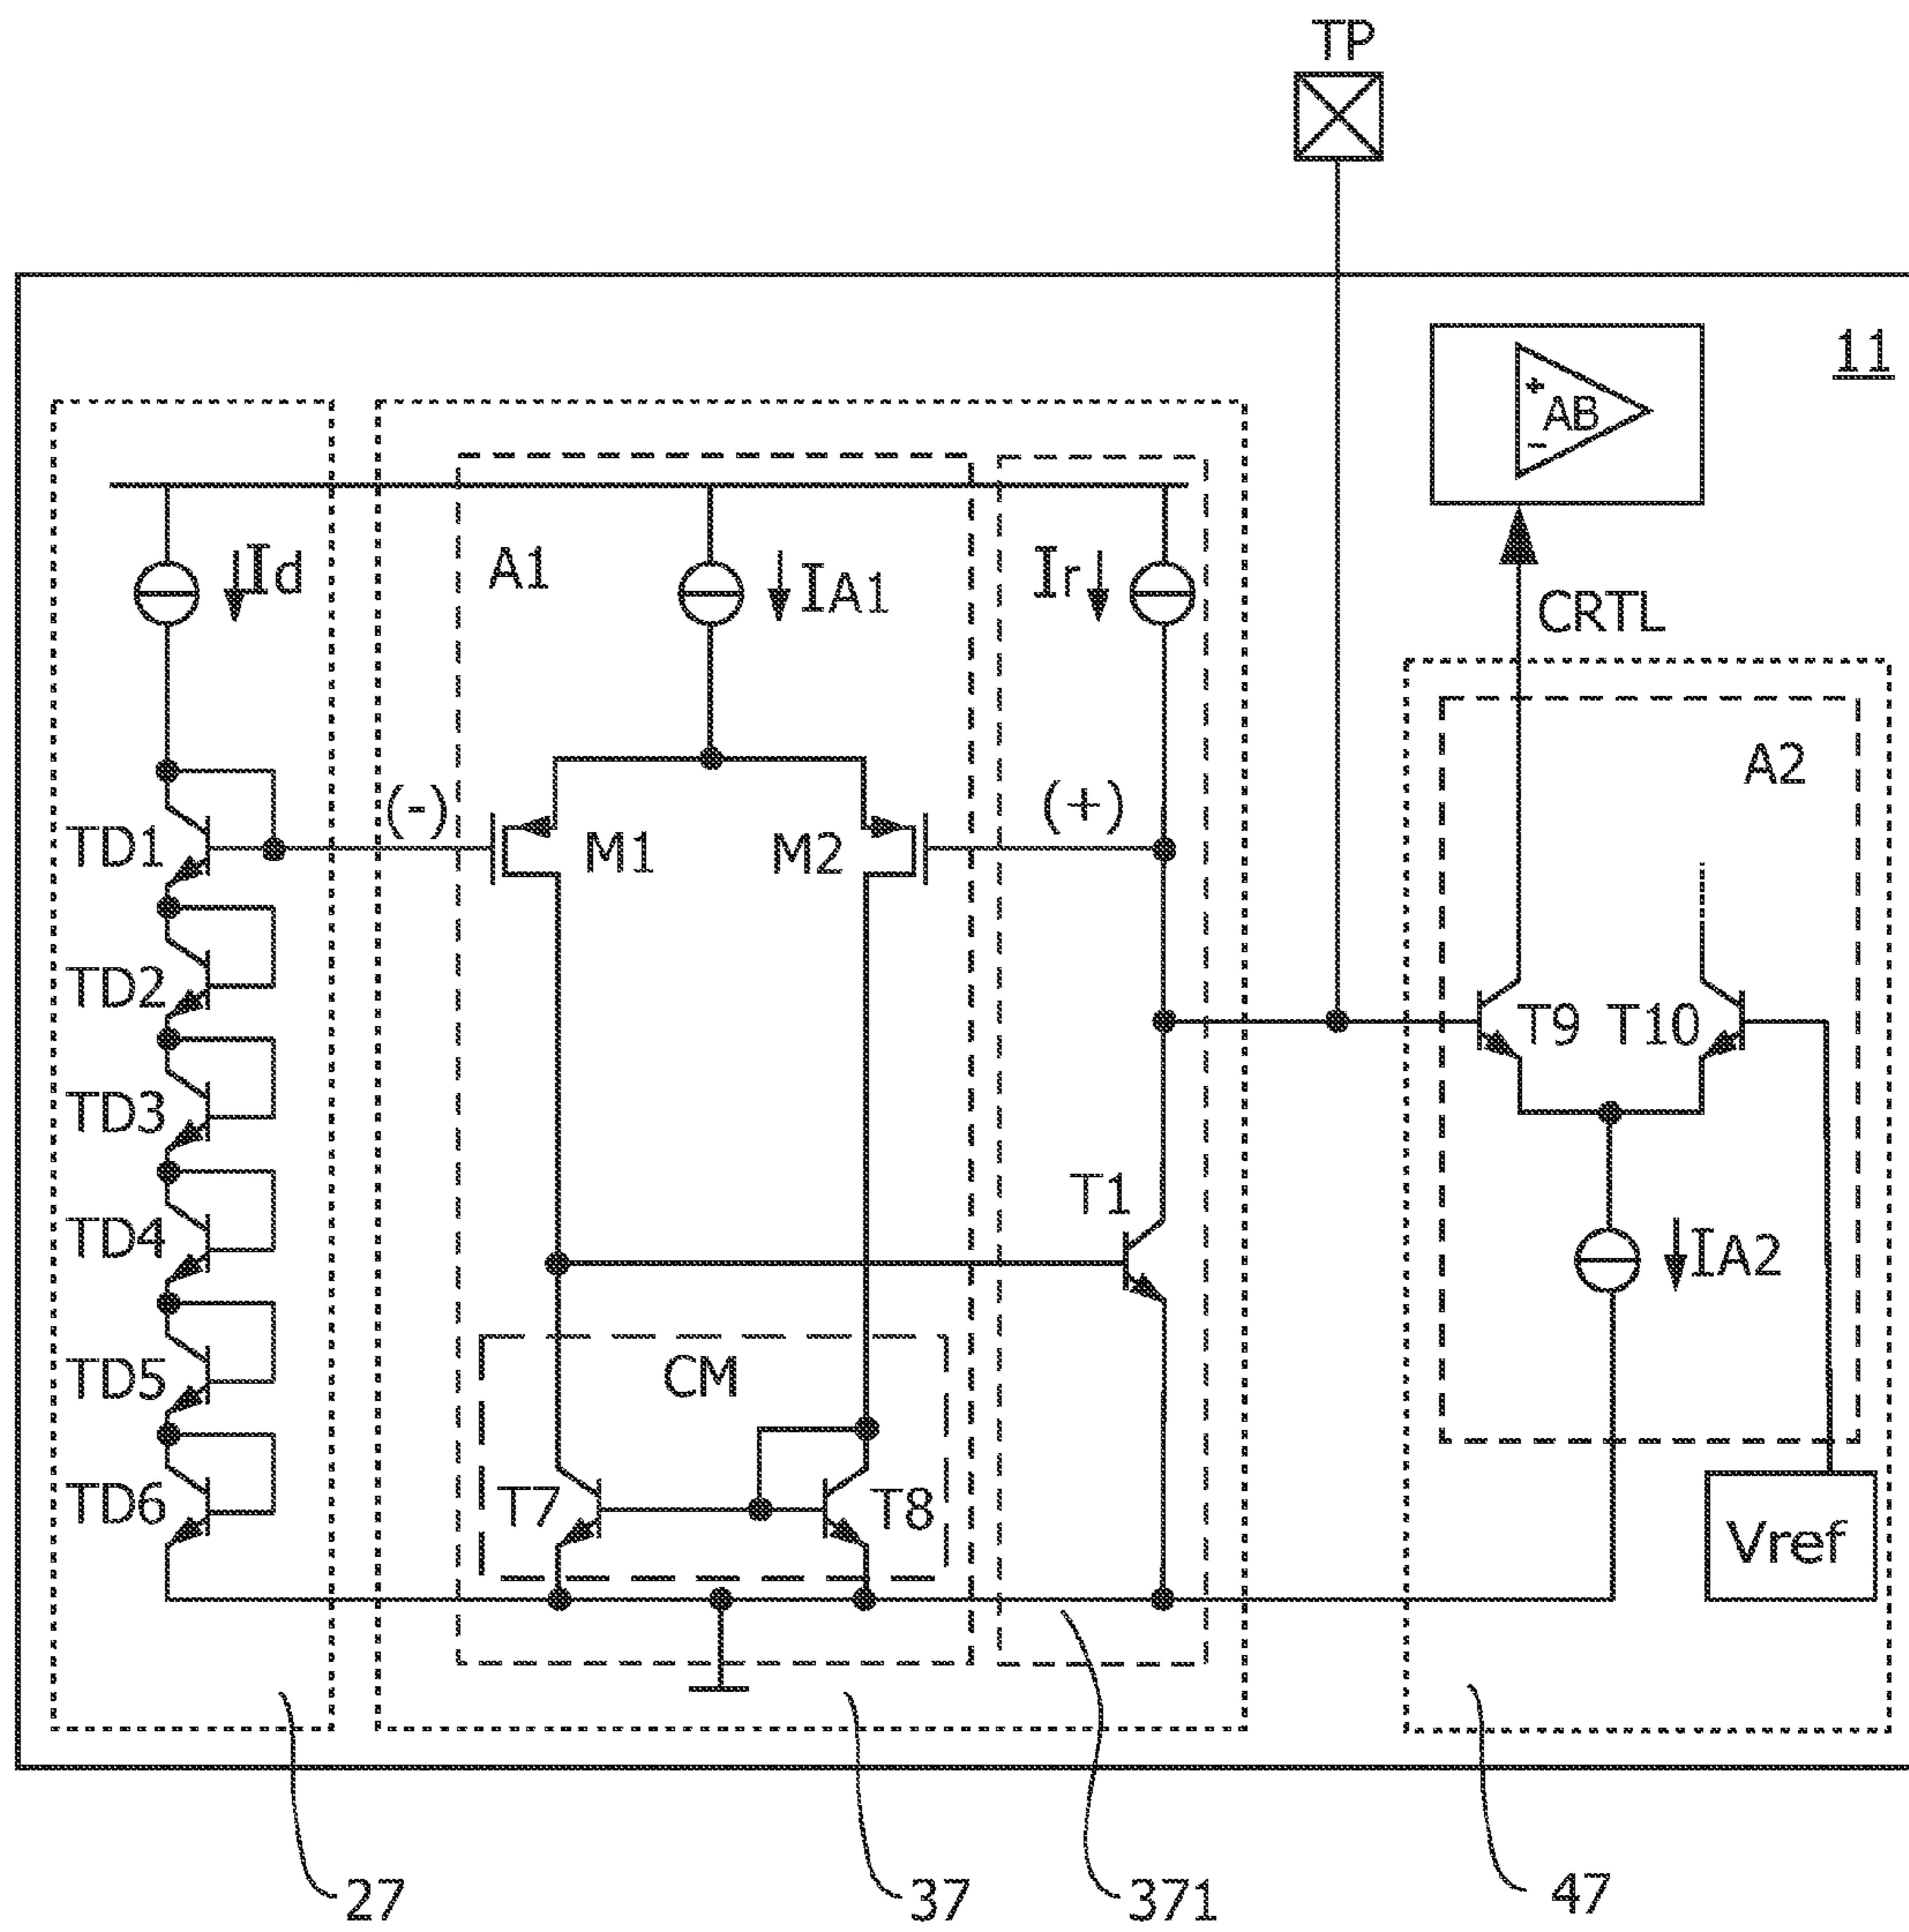 TP
11
+
AB
-
Id
A1
IA1
Ir
CRTL
A2
(-)
(+)
TD1
M1
M2
TD2
T9
T10
TD3
T1
TD4
IA2
TD5
CM
TD6
T7
T8
Vref
27
37
371
47